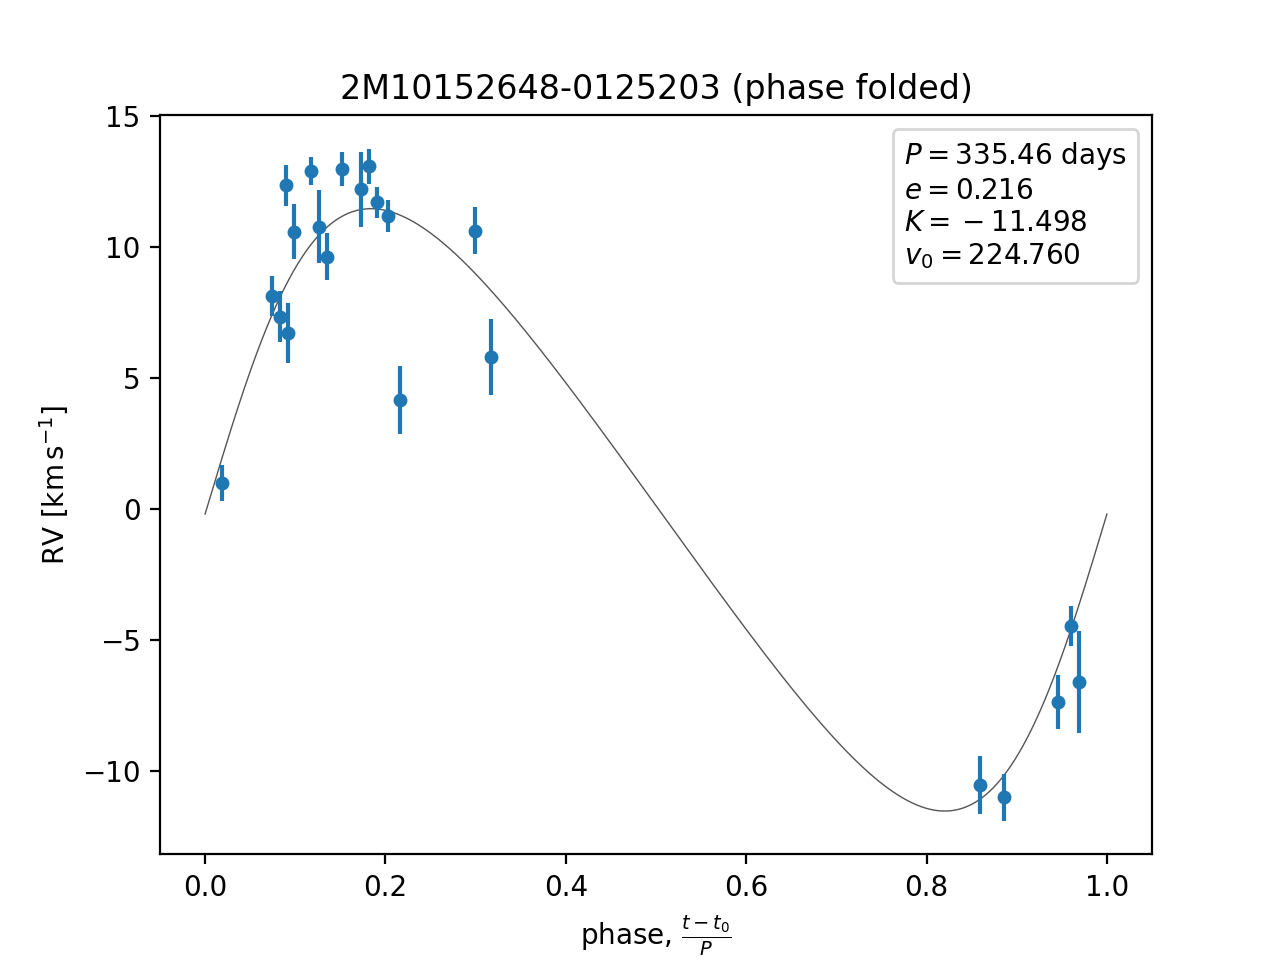 2M10152648-0125203 (phase folded)
P = 335.46 days
e = 0.216
K = −11.498
v₀ = 224.760
15
10
5
0
−5
−10
RV [km s⁻¹]
0.0 0.2 0.4 0.6 0.8 1.0
phase, (t − t₀)/P